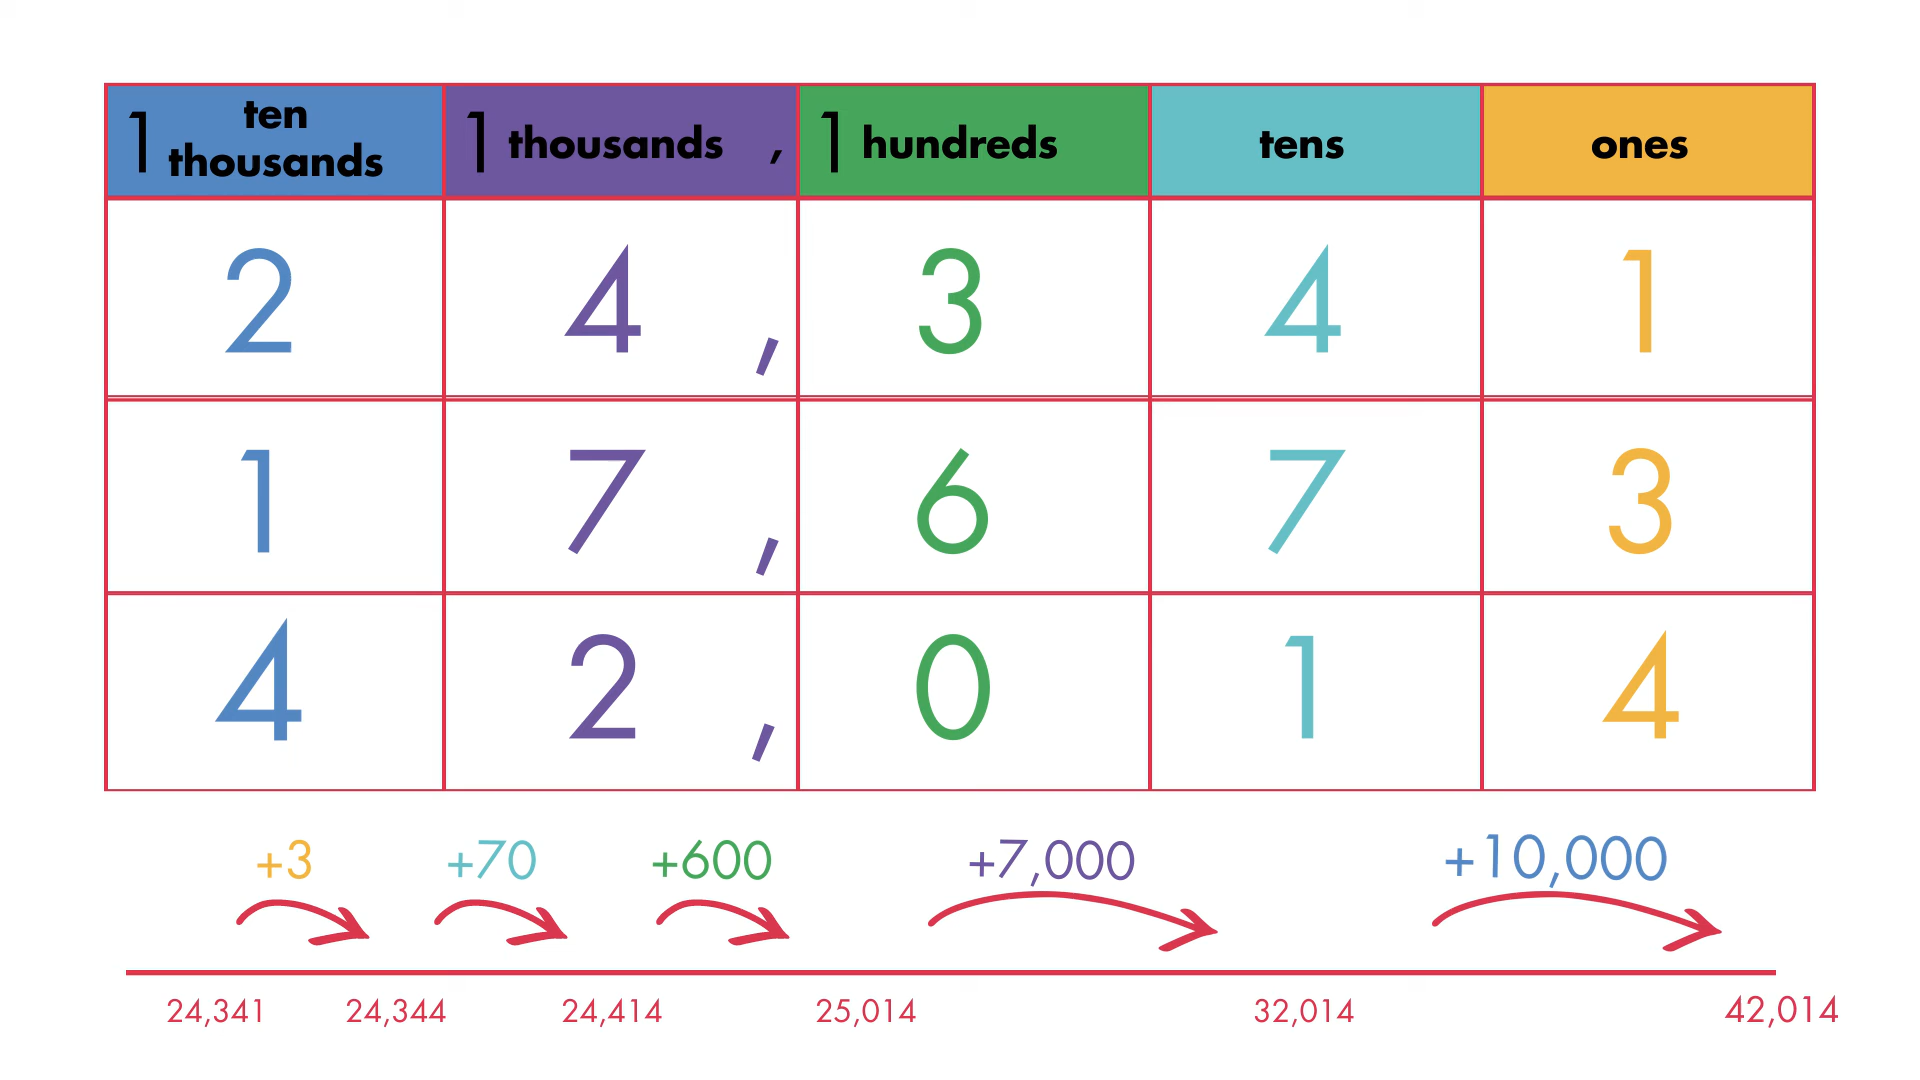 1 ten thousands 1 thousands , 1 hundreds tens ones
2 4 , 3 4 1
1 7 , 6 7 3
4 2 , 0 1 4
+3 +70 +600 +7,000 +10,000
24,341 24,344 24,414 25,014 32,014 42,014